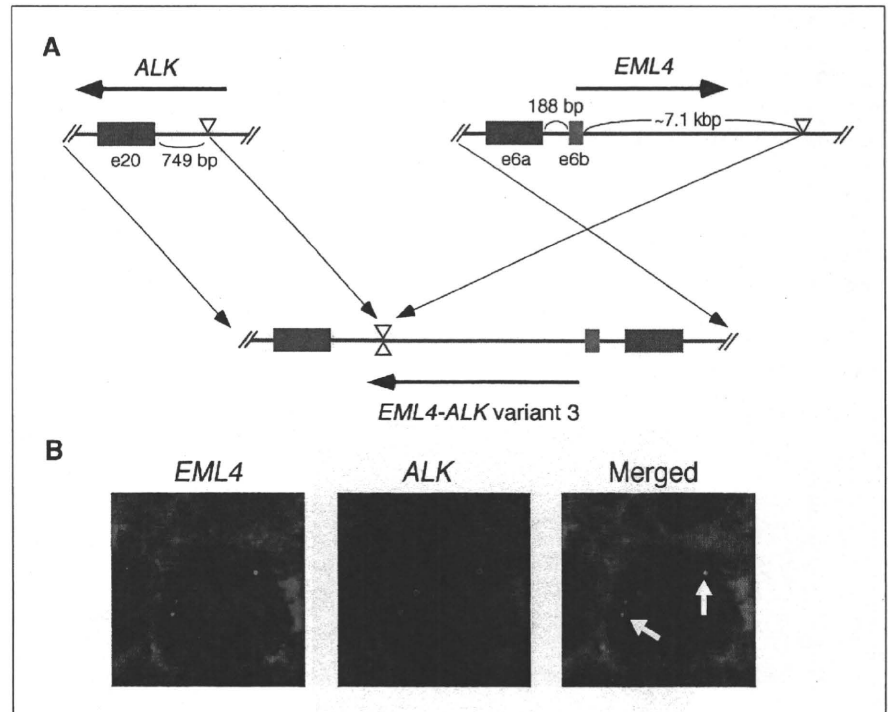 A
ALK
EML4
188 bp
~7.1 kbp
e20
749 bp
e6a
e6b
EML4-ALK variant 3
B
EML4
ALK
Merged